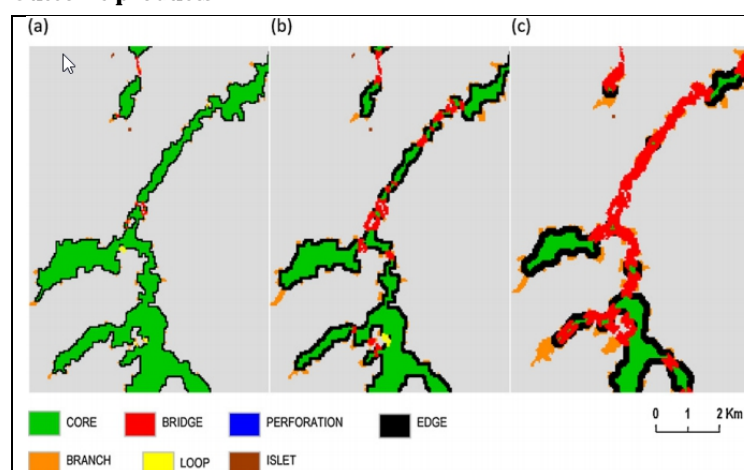 (a) (b) (c)
CORE BRIDGE PERFORATION EDGE
0 1 2 Km
BRANCH LOOP ISLET